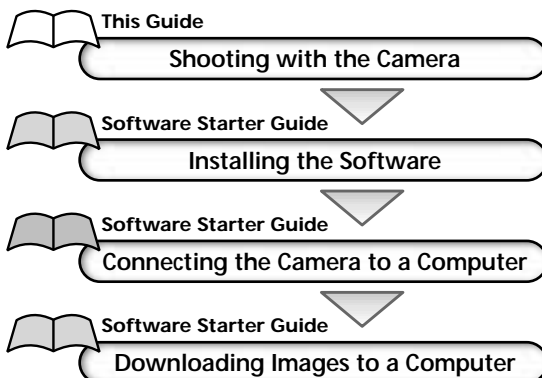 This Guide
Shooting with the Camera
Software Starter Guide
Installing the Software
Software Starter Guide
Connecting the Camera to a Computer
Software Starter Guide
Downloading Images to a Computer